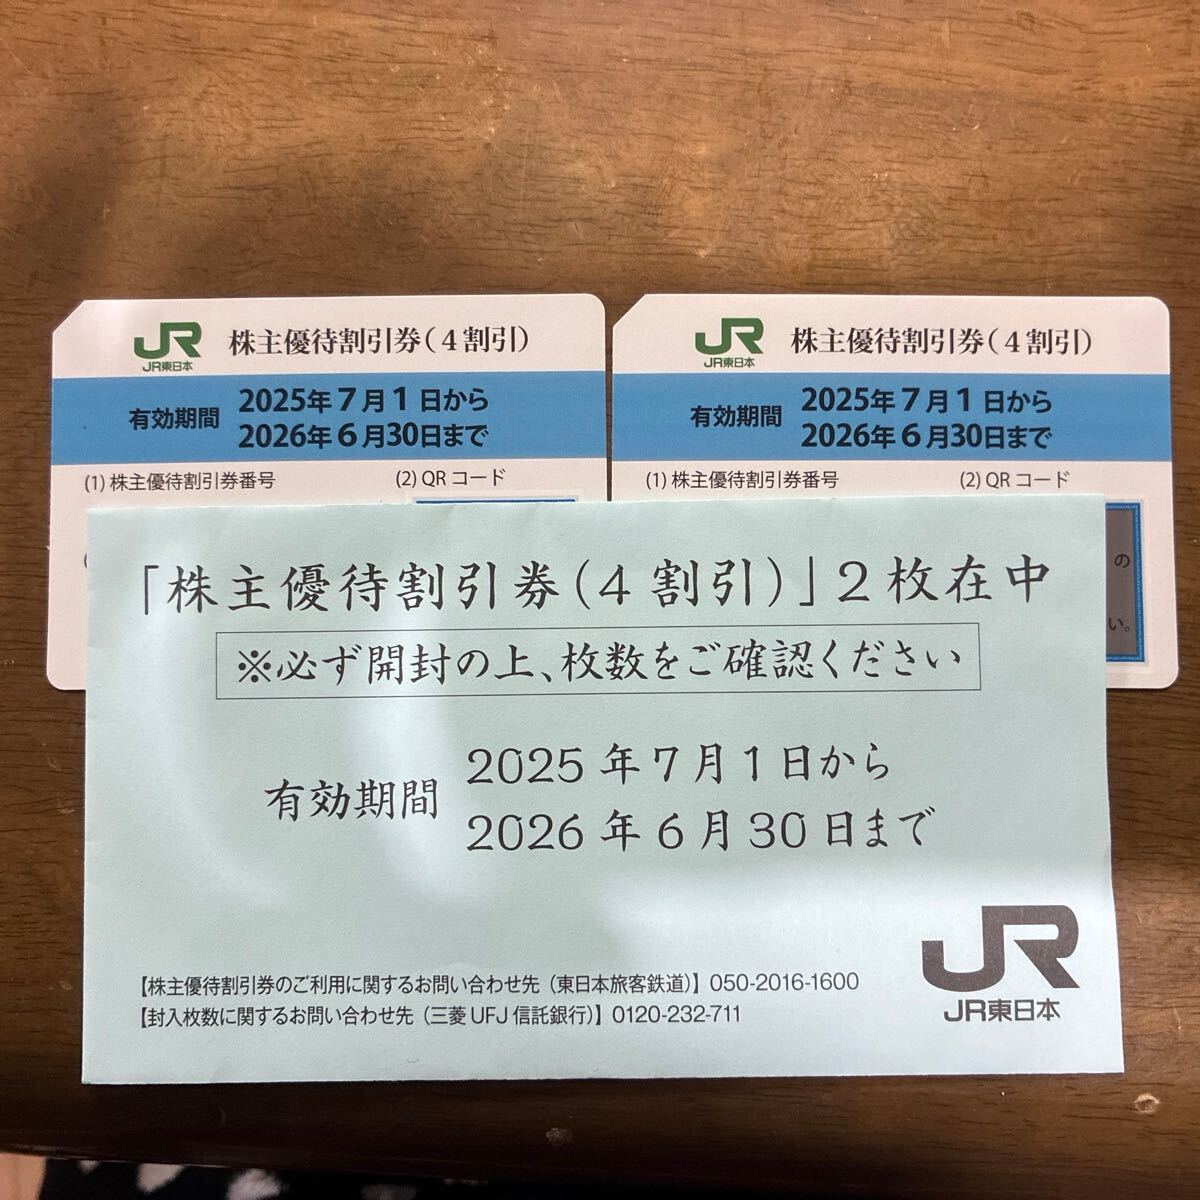 JR
JR東日本
株主優待割引券(4割引)
有効期間
2025年7月1日から
2026年6月30日まで
(1) 株主優待割引券番号
(2) QRコード
JR
JR東日本
株主優待割引券(4割引)
有効期間
2025年7月1日から
2026年6月30日まで
(1) 株主優待割引券番号
(2) QRコード
の
い。
「株主優待割引券(4割引)」2枚在中
※必ず開封の上、枚数をご確認ください
有効期間
2025年7月1日から
2026年6月30日まで
【株主優待割引券のご利用に関するお問い合わせ先(東日本旅客鉄道)】050-2016-1600
【封入枚数に関するお問い合わせ先(三菱UFJ信託銀行)】0120-232-711
JR
JR東日本